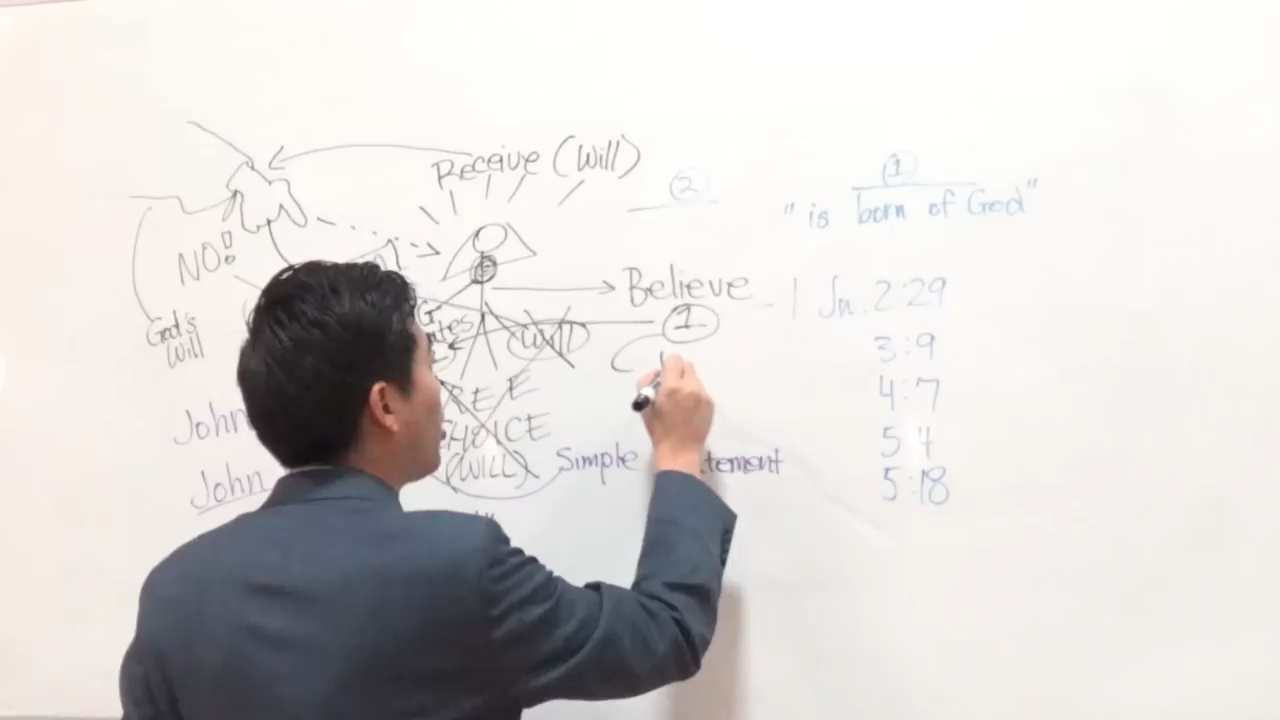 Receive (Will)
NO!
God's
Will
Believe
1
WILL
CHOICE
(WILL)
John
John
Simple
2
1
"is born of God"
1 Jn. 2:29
3:9
4:7
5:4
5:18